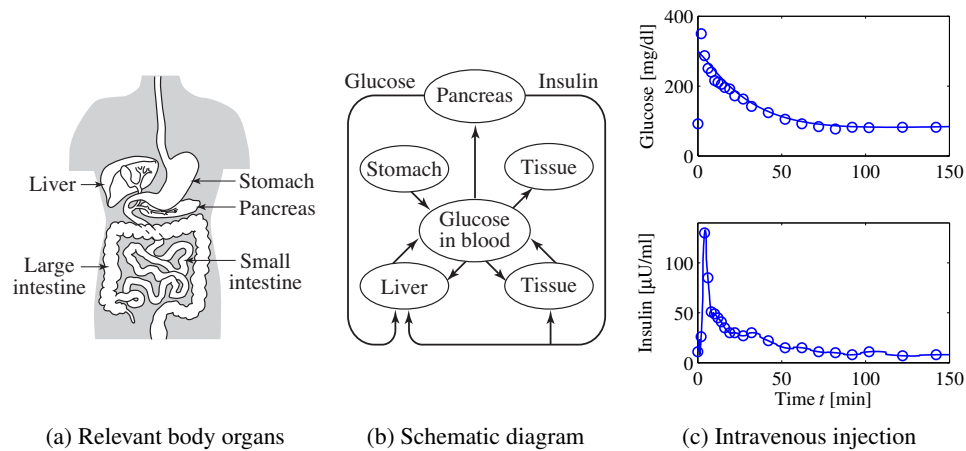 Liver
Stomach
Pancreas
Large
intestine
Small
intestine
(a) Relevant body organs
Glucose
Insulin
Pancreas
Stomach
Tissue
Glucose
in blood
Liver
Tissue
(b) Schematic diagram
Glucose [mg/dl]
400
200
0
0 50 100 150
Insulin [µU/ml]
100
50
0
0 50 100 150
Time t [min]
(c) Intravenous injection